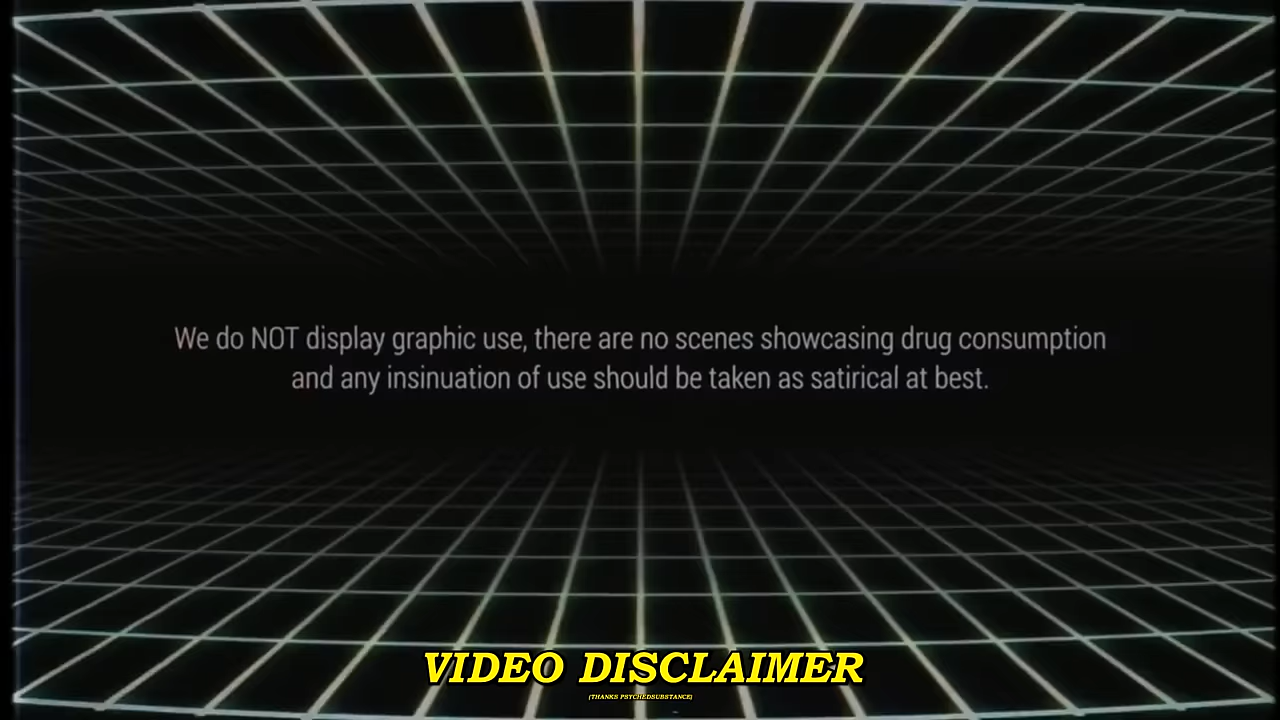 We do NOT display graphic use, there are no scenes showcasing drug consumption
and any insinuation of use should be taken as satirical at best.
VIDEO DISCLAIMER
(THANKS PSYCHEDSUBSTANCE)